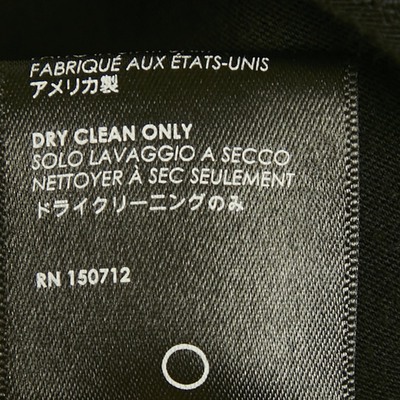 FABRIQUÉ AUX ÉTATS-UNIS
アメリカ製
DRY CLEAN ONLY
SOLO LAVAGGIO A SECCO
NETTOYER À SEC SEULEMENT
ドライクリーニングのみ
RN 150712